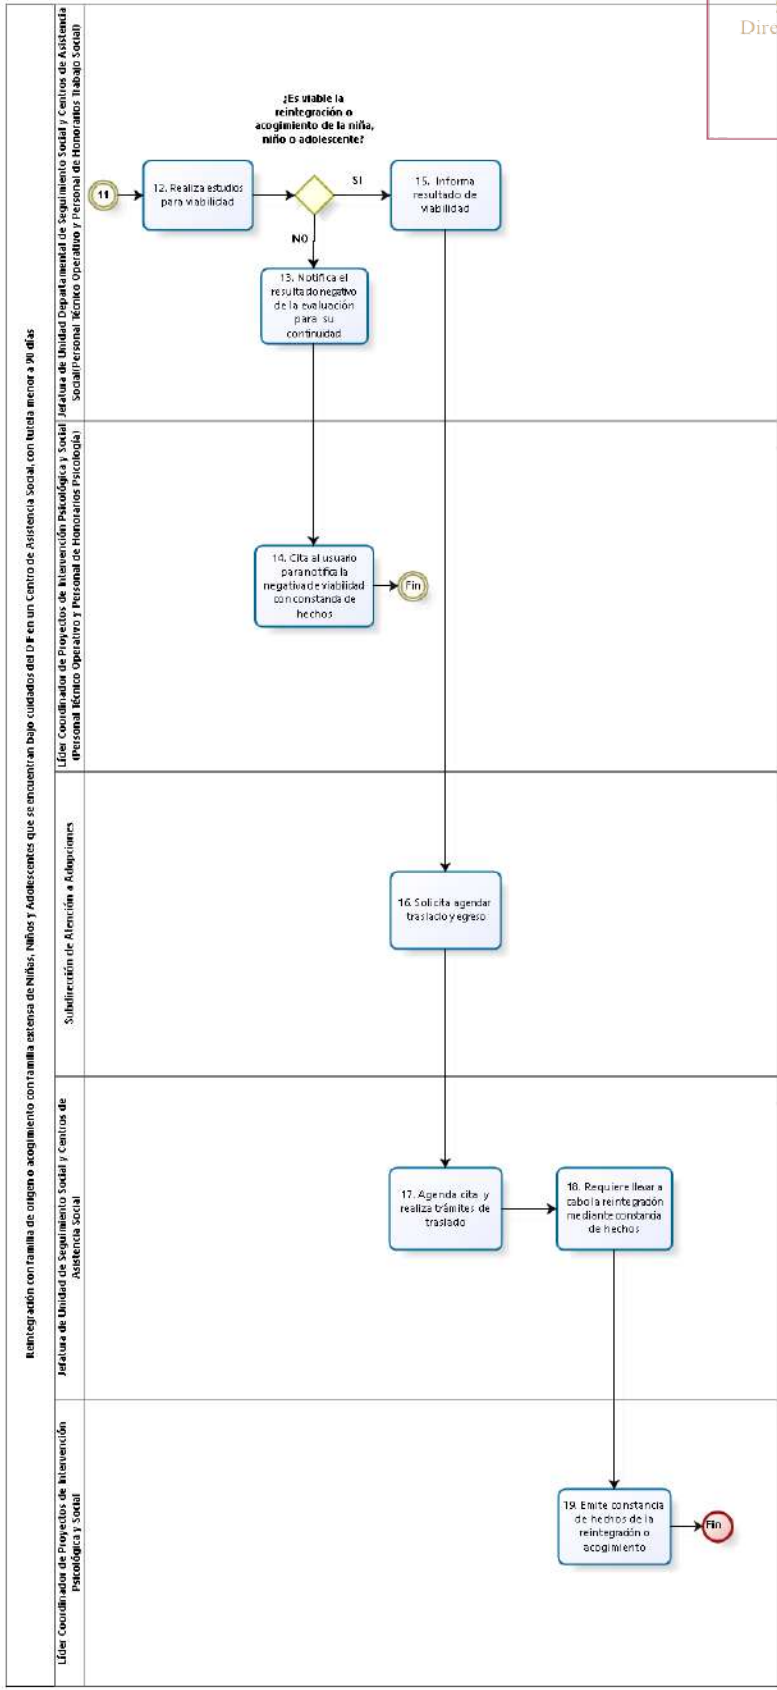 Dire
Reintegración con familia de origen o acogimiento con familia extensa de Niñas, Niños y Adolescentes que se encuentran bajo cuidados del DIF en un Centro de Asistencia Social, con tutela menor a 90 días
Jefatura de Unidad Departamental de Seguimiento Social y Centros de Asistencia
Social(Personal Técnico Operativo y Personal de Honorarios Trabajo Social)
¿Es viable la
reintegración o
acogimiento de la niña,
niño o adolescente?
11
12. Realiza estudios
para viabilidad
SI
15. Informa
resultado de
viabilidad
NO
13. Notifica el
resultado negativo
de la evaluación
para su
continuidad
Líder Coordinador de Proyectos de Intervención Psicológica y Social
(Personal Técnico Operativo y Personal de Honorarios Psicología)
14. Cita al usuario
para notifica la
negativa de viabilidad
con constancia de
hechos
Fin
Subdirección de Atención a Adopciones
16. Solicita agendar
traslado y egreso
Jefatura de Unidad de Seguimiento Social y Centros de
Asistencia Social
17. Agenda cita y
realiza trámites de
traslado
18. Requiere llevar a
cabo la reintegración
mediante constancia
de hechos
Líder Coordinador de Proyectos de Intervención
Psicológica y Social
19. Emite constancia
de hechos de la
reintegración o
acogimiento
Fin